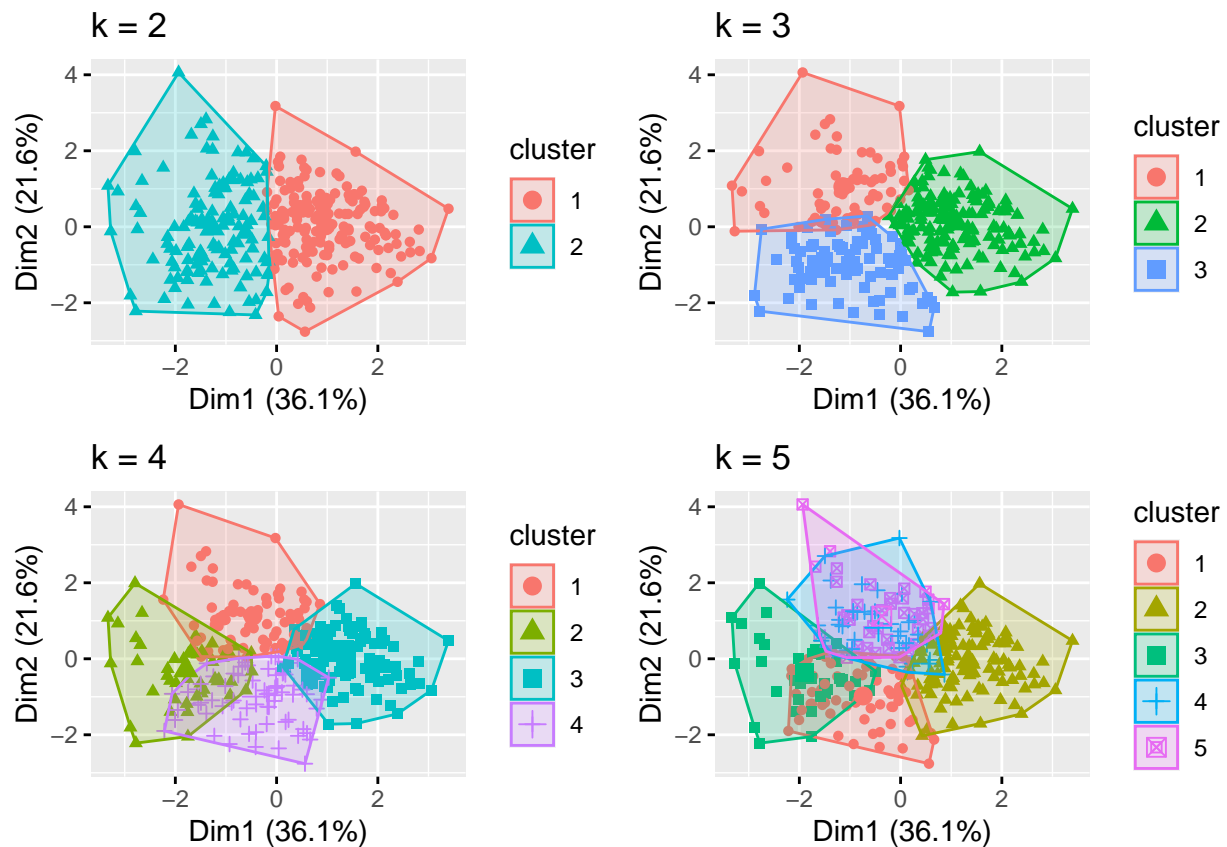 k = 2
4
2
0
−2
−2
0
2
Dim2 (21.6%)
Dim1 (36.1%)
cluster
1
2
k = 3
4
2
0
−2
−2
0
2
Dim2 (21.6%)
Dim1 (36.1%)
cluster
1
2
3
k = 4
4
2
0
−2
−2
0
2
Dim2 (21.6%)
Dim1 (36.1%)
cluster
1
2
3
4
k = 5
4
2
0
−2
−2
0
2
Dim2 (21.6%)
Dim1 (36.1%)
cluster
1
2
3
4
5